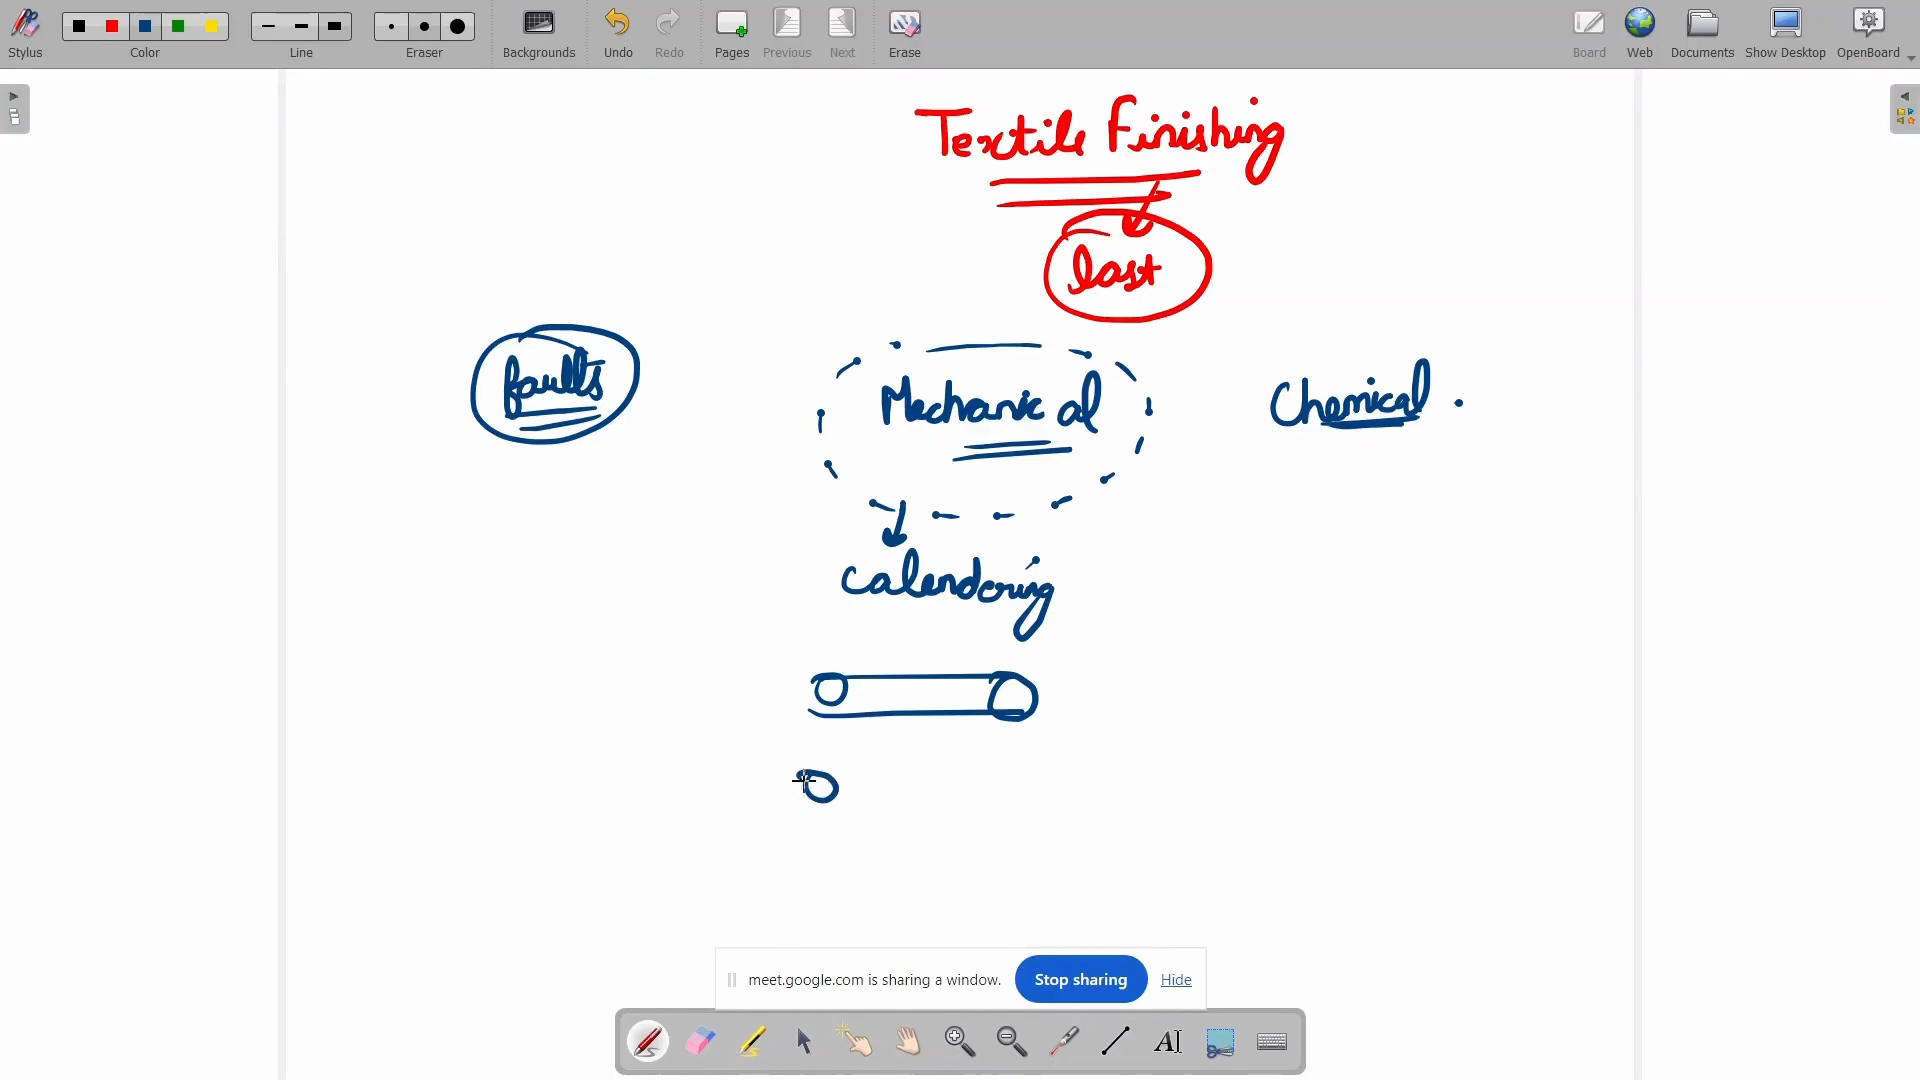 Stylus
Color
Line
Eraser
Backgrounds
Undo
Redo
Pages
Previous
Next
Erase
Board
Web
Documents
Show Desktop
OpenBoard
Textile Finishing
last
faults
Mechanical
Chemical .
calendering
meet.google.com is sharing a window.
Stop sharing
Hide